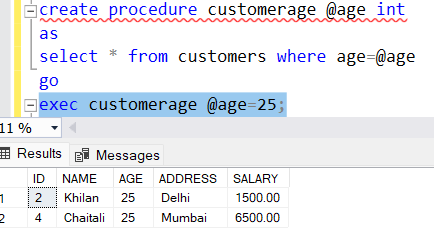 create procedure customerage @age int
as
select * from customers where age=@age
go
exec customerage @age=25;
11 %
Results Messages
ID NAME AGE ADDRESS SALARY
1 2 Khilan 25 Delhi 1500.00
2 4 Chaitali 25 Mumbai 6500.00